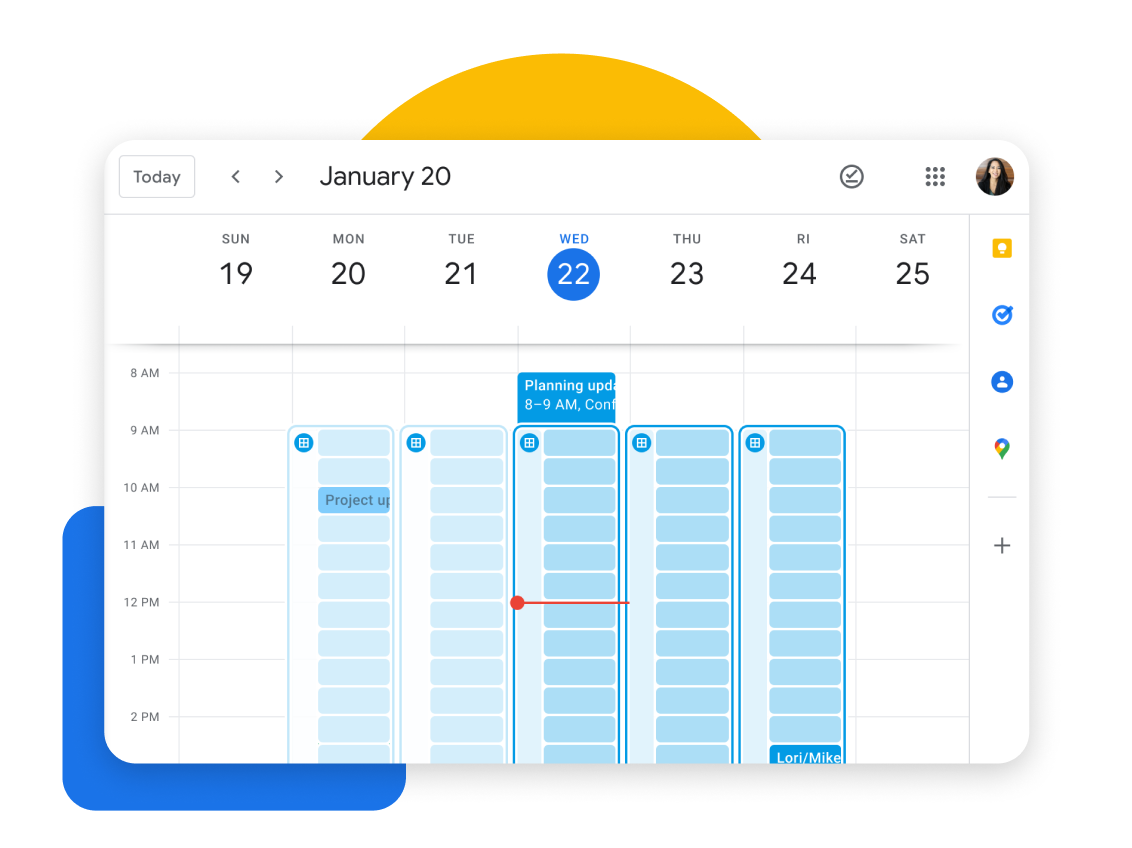 Today
January 20
SUN MON TUE WED THU RI SAT
19 20 21 22 23 24 25
8 AM
Planning upda
8–9 AM, Conf
9 AM
10 AM
Project up
11 AM
12 PM
1 PM
2 PM
Lori/Mike